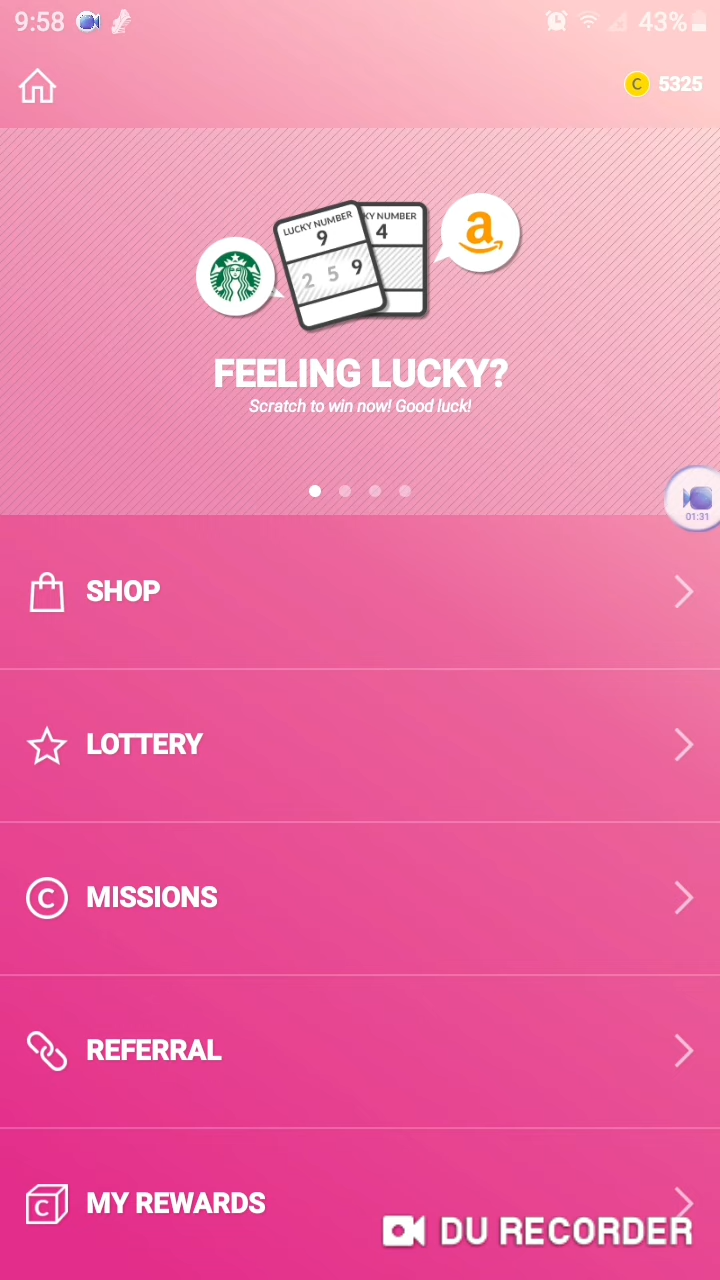 9:58
43%
C 5325
LUCKY NUMBER
9
2 5 9
KY NUMBER
4
a
FEELING LUCKY?
Scratch to win now! Good luck!
01:31
SHOP
LOTTERY
C MISSIONS
REFERRAL
C MY REWARDS
DU RECORDER